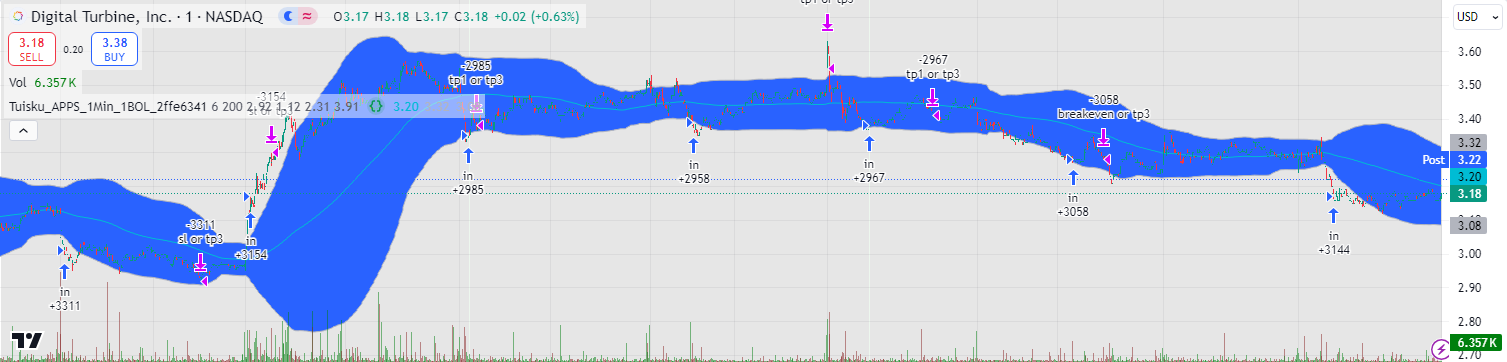 Digital Turbine, Inc. · 1 · NASDAQ O3.17 H3.18 L3.17 C3.18 +0.02 (+0.63%)
3.18 SELL
0.20
3.38 BUY
Vol 6.357K
Tuisku_APPS_1Min_1BOL_2ffe6341 6 200 2.92 1.12 2.31 3.91 {} 3.20
tp1 or tp3
-2985
tp1 or tp3
-2967
tp1 or tp3
-3154
sl or tp3
-3058
breakeven or tp3
-3311
sl or tp3
in
+3311
in
+3154
in
+2985
in
+2958
in
+2967
in
+3058
in
+3144
USD
3.60
3.50
3.40
3.32
Post 3.22
3.20
3.18
3.08
3.00
2.90
2.80
6.357K
2.70